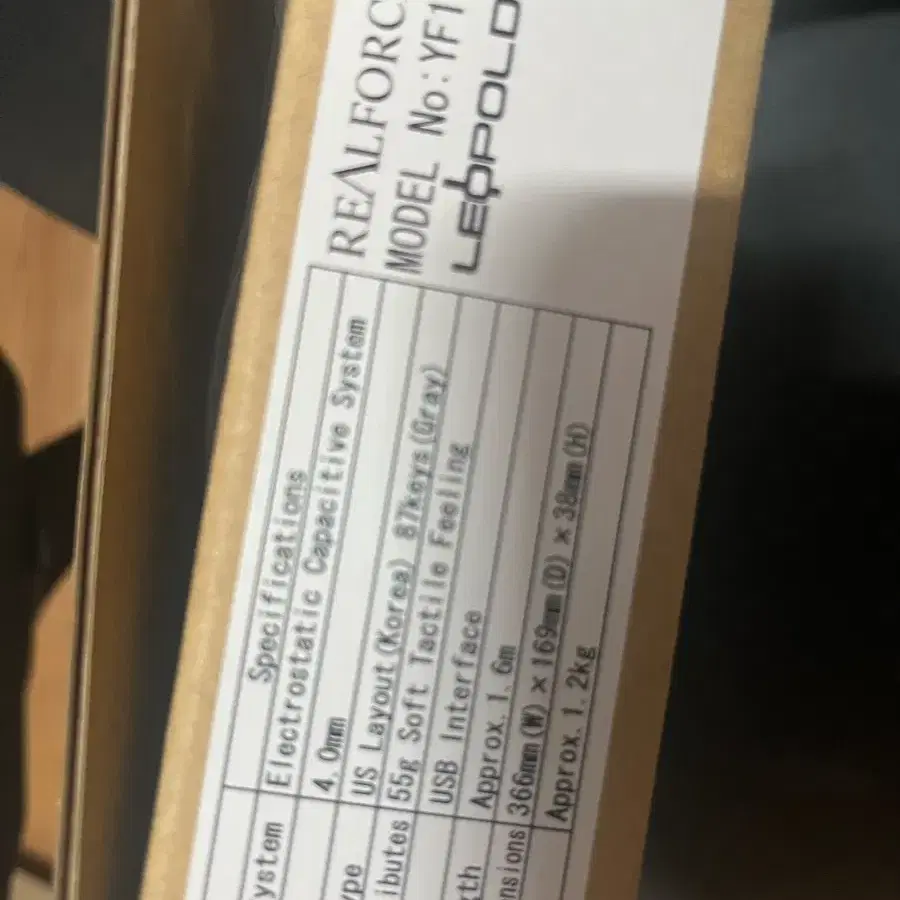 REALFORC
MODEL No:YF1
LEOPOLD
Specifications
ystem Electrostatic Capacitive System
4.0mm
ype US Layout(Korea) 87keys(Gray)
ibutes 55g Soft Tactile Feeling
USB Interface
Approx.1.6m
nsions 366mm(W)×169mm(D)×38mm(H)
Approx.1.2kg